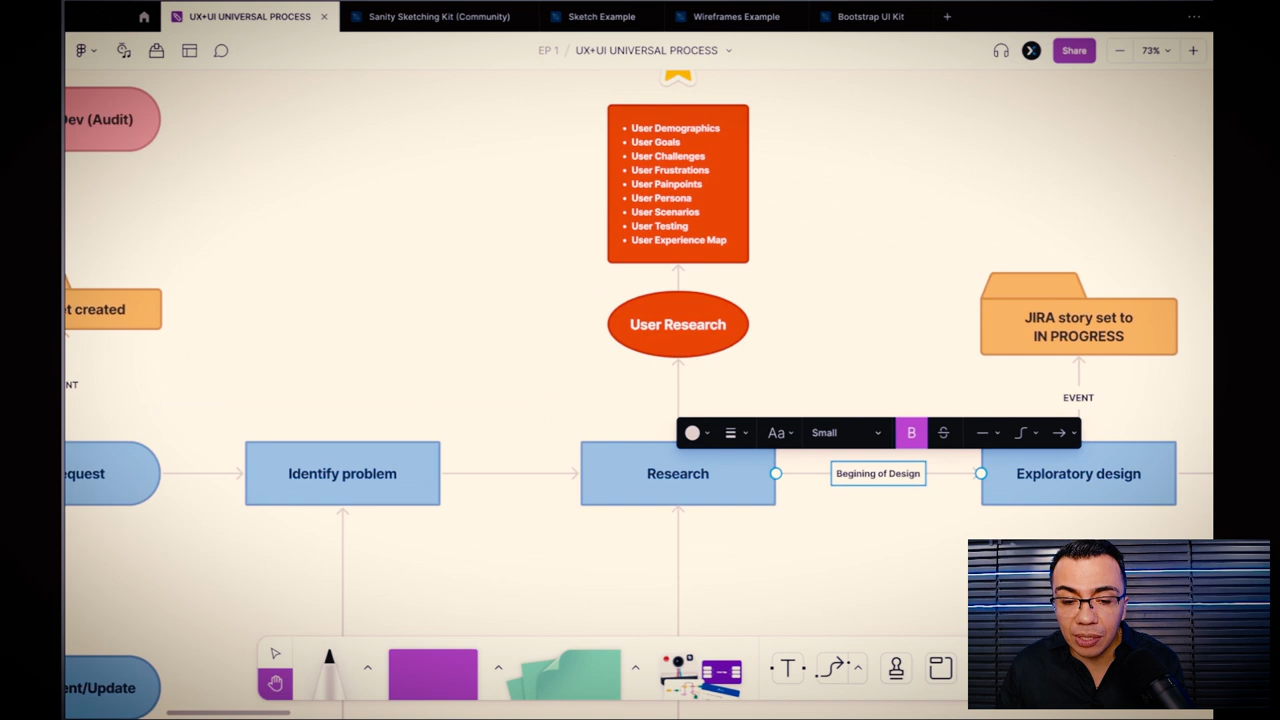 UX+UI UNIVERSAL PROCESS
Sanity Sketching Kit (Community)
Sketch Example
Wireframes Example
Bootstrap UI Kit
EP 1 / UX+UI UNIVERSAL PROCESS
Share
73%
Dev (Audit)
• User Demographics
• User Goals
• User Challenges
• User Frustrations
• User Painpoints
• User Persona
• User Scenarios
• User Testing
• User Experience Map
t created
User Research
JIRA story set to
IN PROGRESS
NT
EVENT
Aa
Small
B
S
equest
Identify problem
Research
Begining of Design
Exploratory design
ent/Update
T